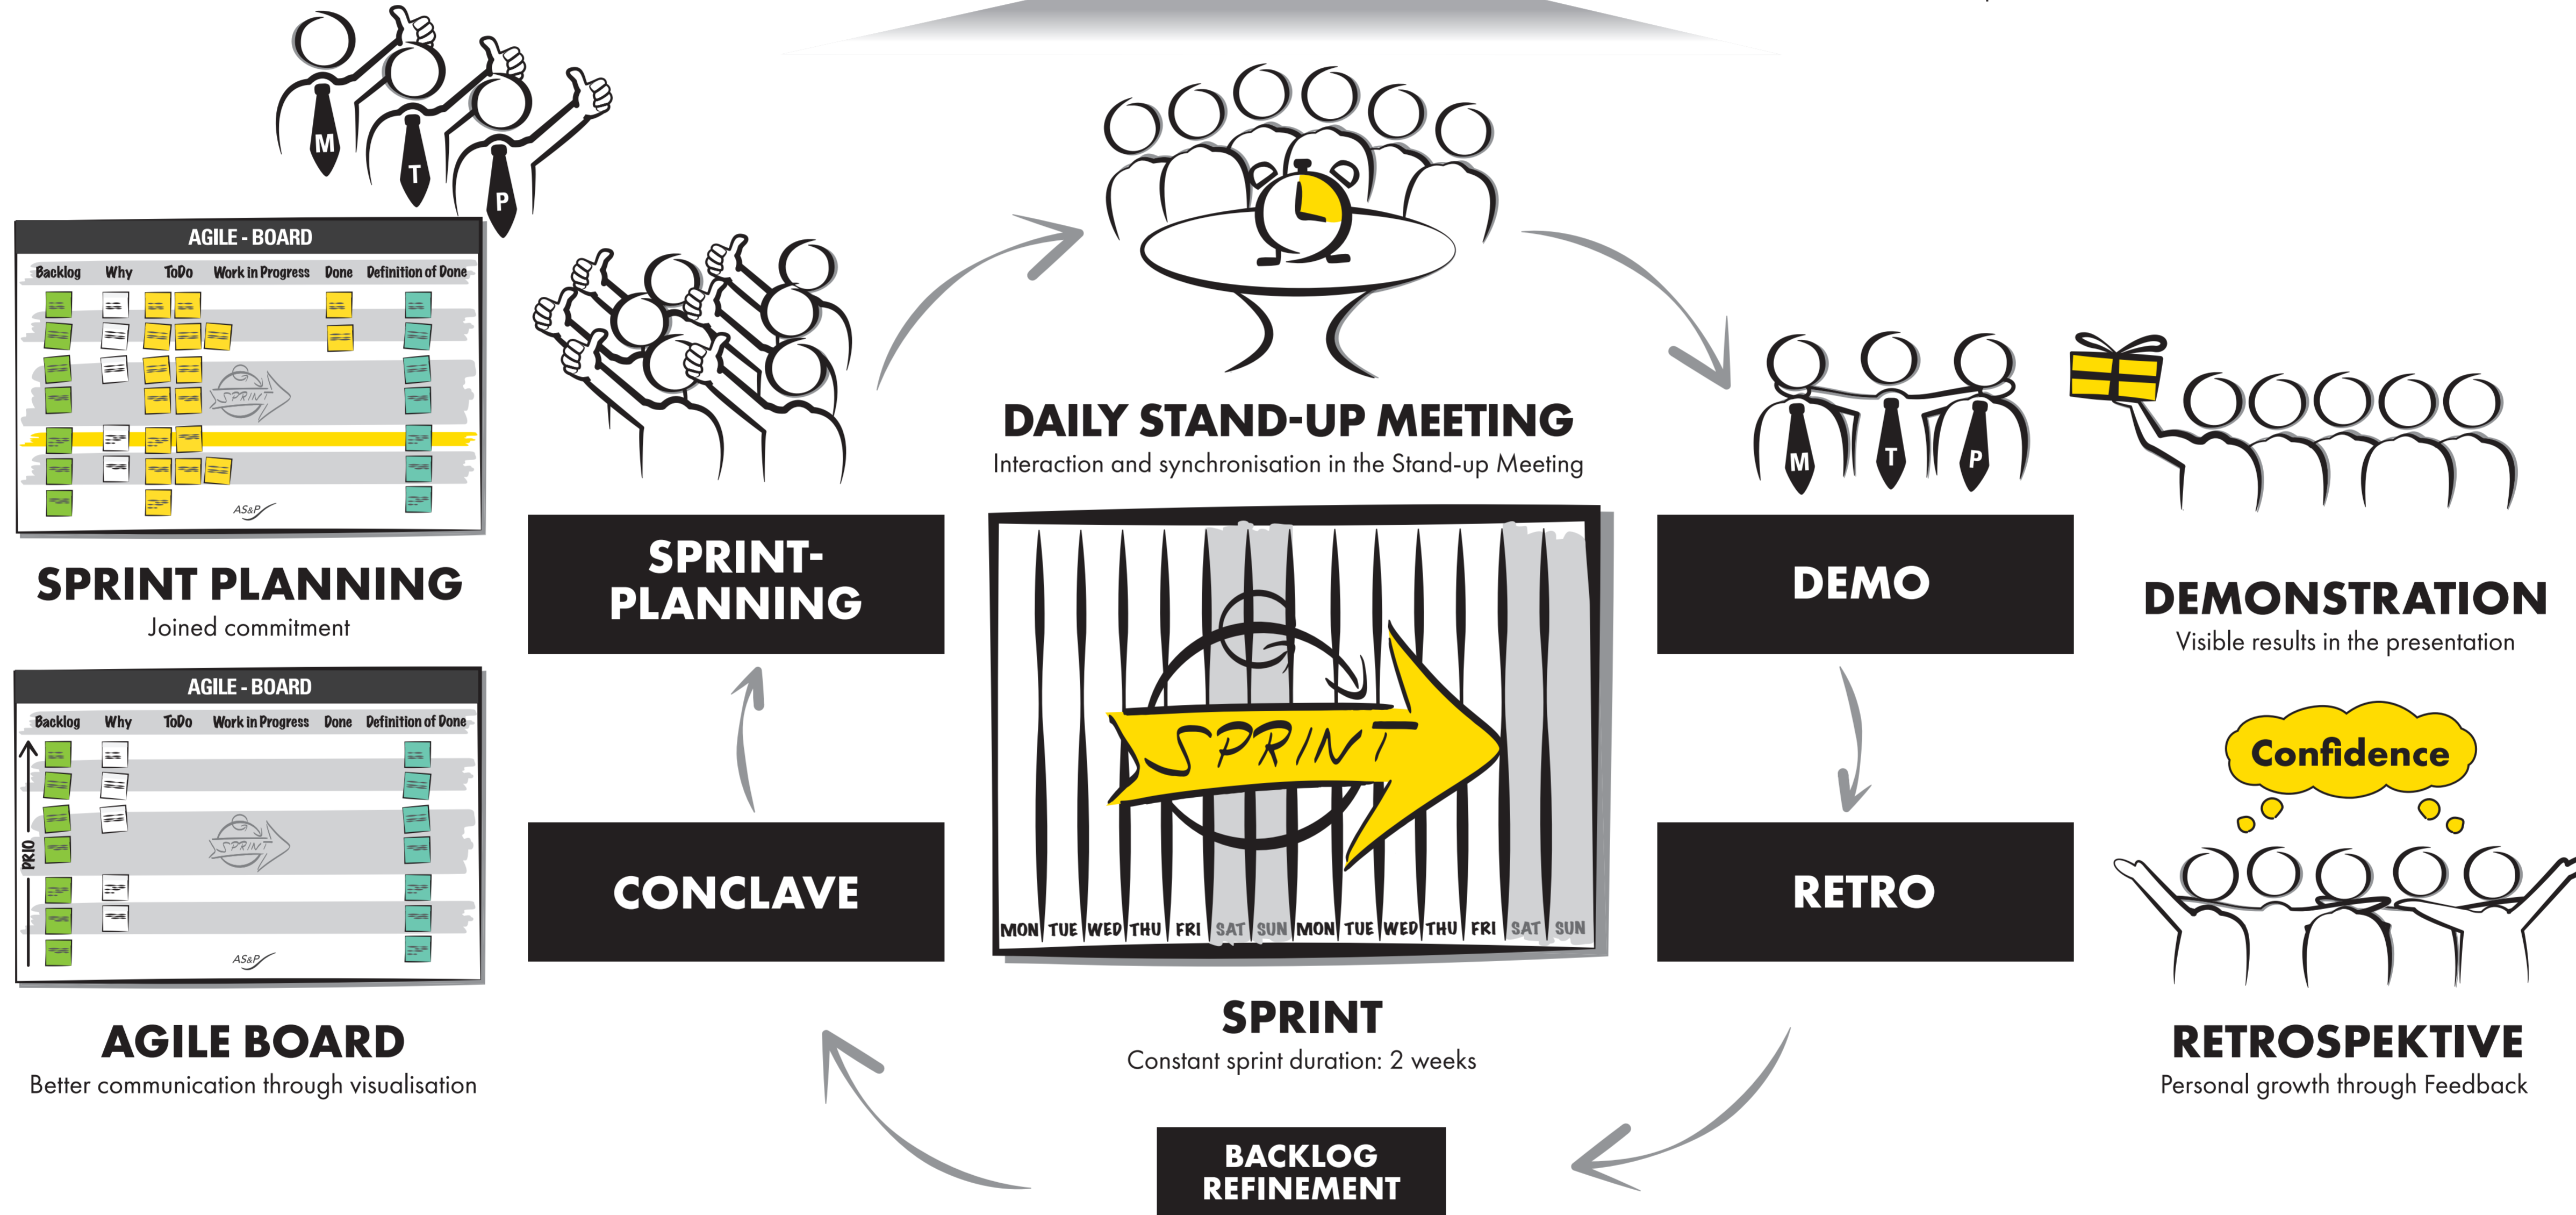 M
T
P
AGILE - BOARD
Backlog Why ToDo Work in Progress Done Definition of Done
SPRINT
AS&P
SPRINT PLANNING
Joined commitment
AGILE - BOARD
Backlog Why ToDo Work in Progress Done Definition of Done
PRIO
SPRINT
AS&P
AGILE BOARD
Better communication through visualisation
SPRINT-
PLANNING
CONCLAVE
DAILY STAND-UP MEETING
Interaction and synchronisation in the Stand-up Meeting
SPRINT
MON TUE WED THU FRI SAT SUN MON TUE WED THU FRI SAT SUN
SPRINT
Constant sprint duration: 2 weeks
BACKLOG
REFINEMENT
M
T
P
DEMO
RETRO
DEMONSTRATION
Visible results in the presentation
Confidence
RETROSPEKTIVE
Personal growth through Feedback